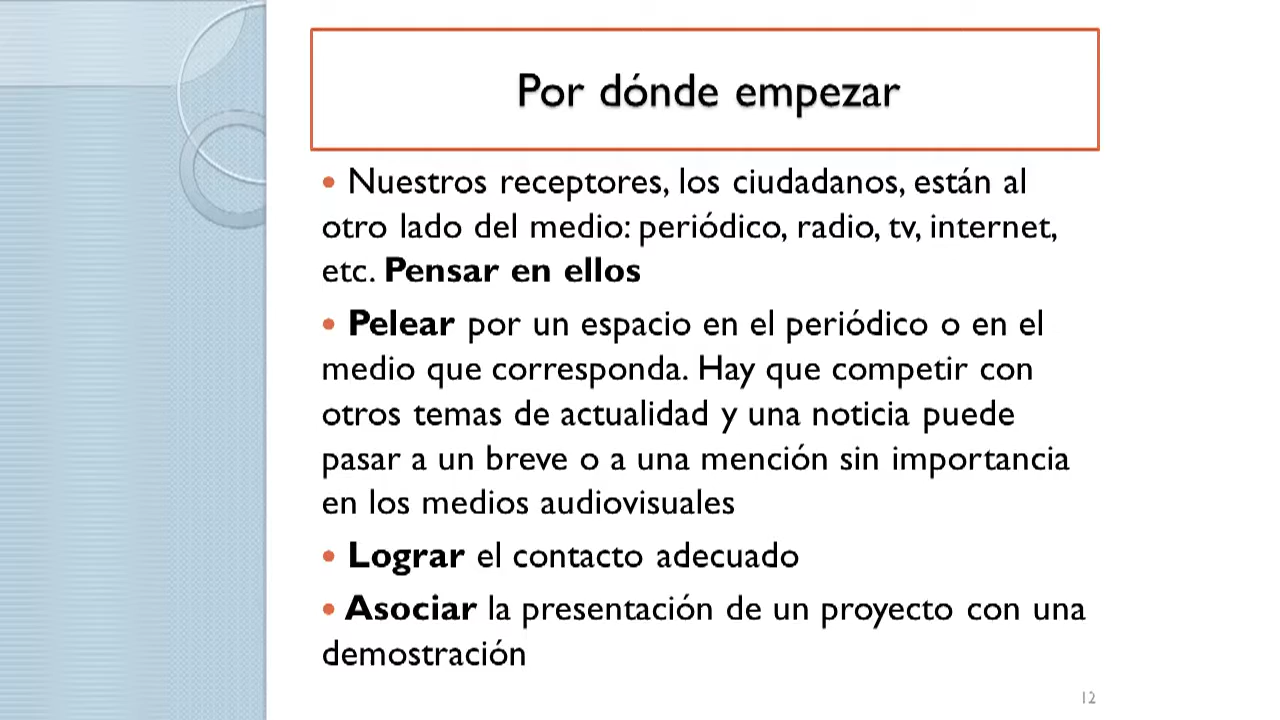 Por dónde empezar
• Nuestros receptores, los ciudadanos, están al
otro lado del medio: periódico, radio, tv, internet,
etc. Pensar en ellos
• Pelear por un espacio en el periódico o en el
medio que corresponda. Hay que competir con
otros temas de actualidad y una noticia puede
pasar a un breve o a una mención sin importancia
en los medios audiovisuales
• Lograr el contacto adecuado
• Asociar la presentación de un proyecto con una
demostración
12